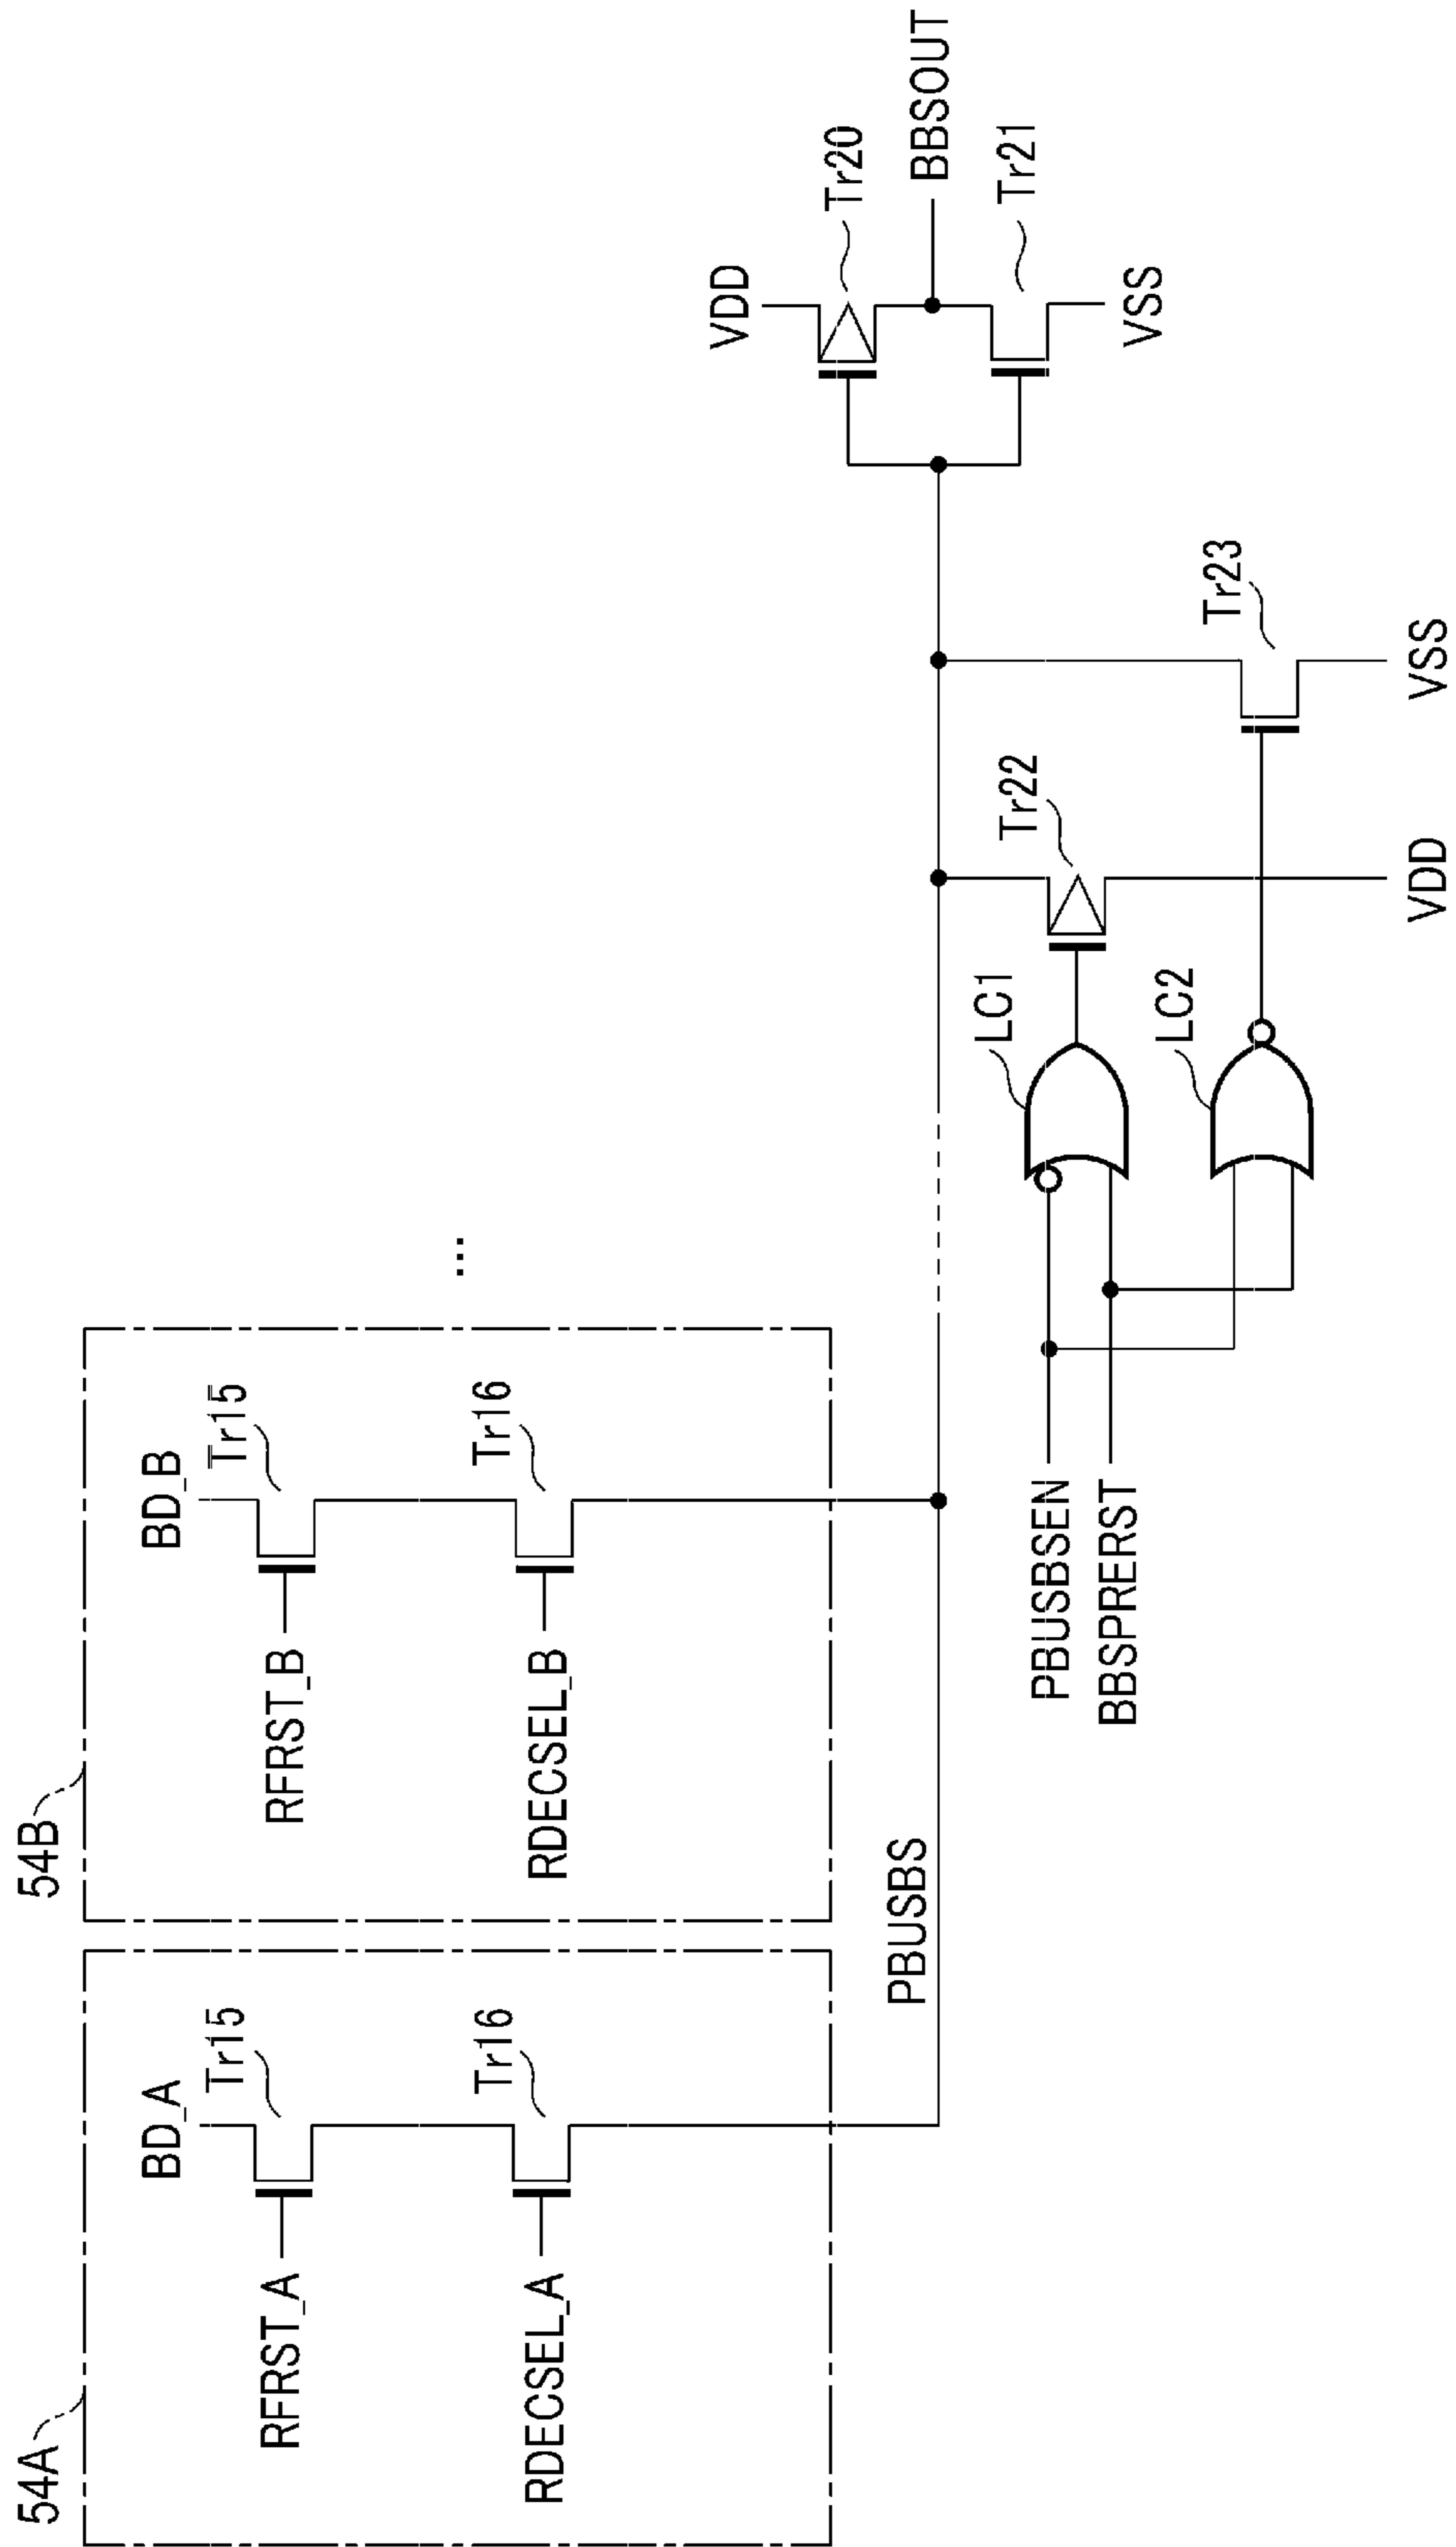 54A
54B
BD_A
Tr15
RFRST_A
Tr16
RDECSEL_A
BD_B
Tr15
RFRST_B
Tr16
RDECSEL_B
...
PBUSBS
VDD
Tr20
BBSOUT
Tr21
VSS
PBUSBSEN
BBSPRERST
LC1
LC2
Tr22
Tr23
VDD
VSS